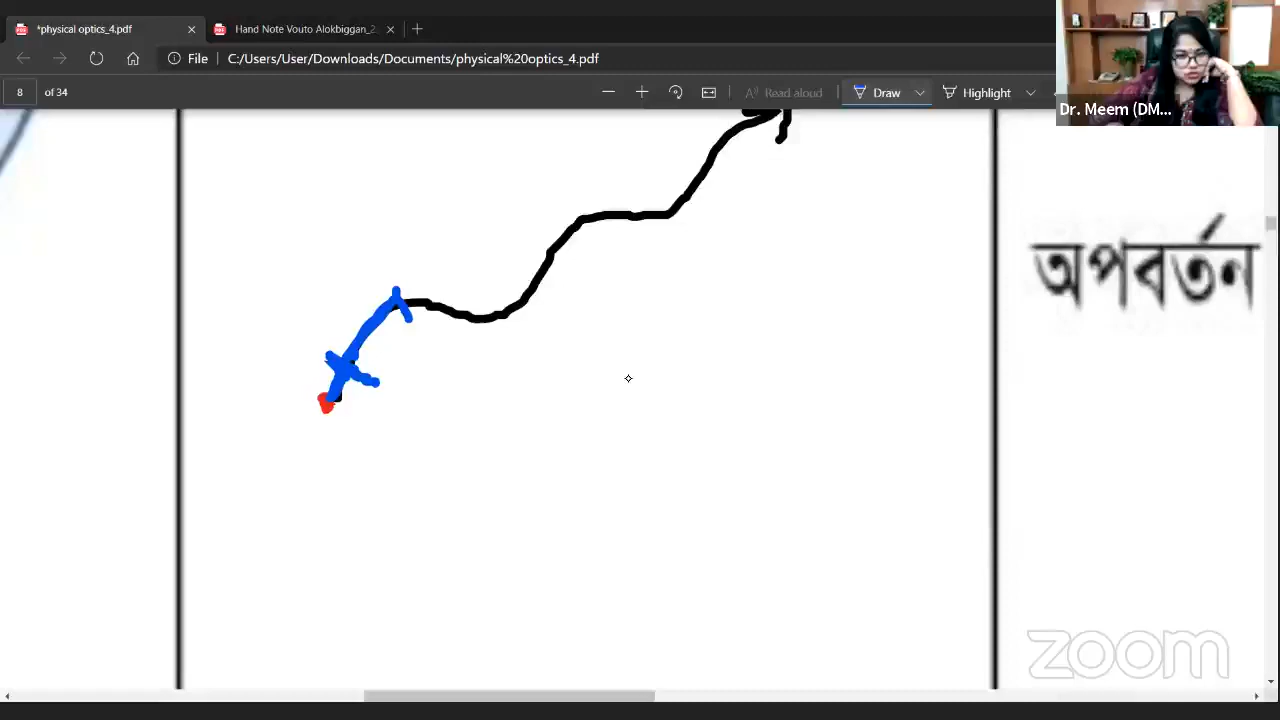 *physical optics_4.pdf
Hand Note Vouto Alokbiggan_2
File C:/Users/User/Downloads/Documents/physical%20optics_4.pdf
8 of 34
Read aloud
Draw
Highlight
Dr. Meem (DM...
অপবর্তন
zoom